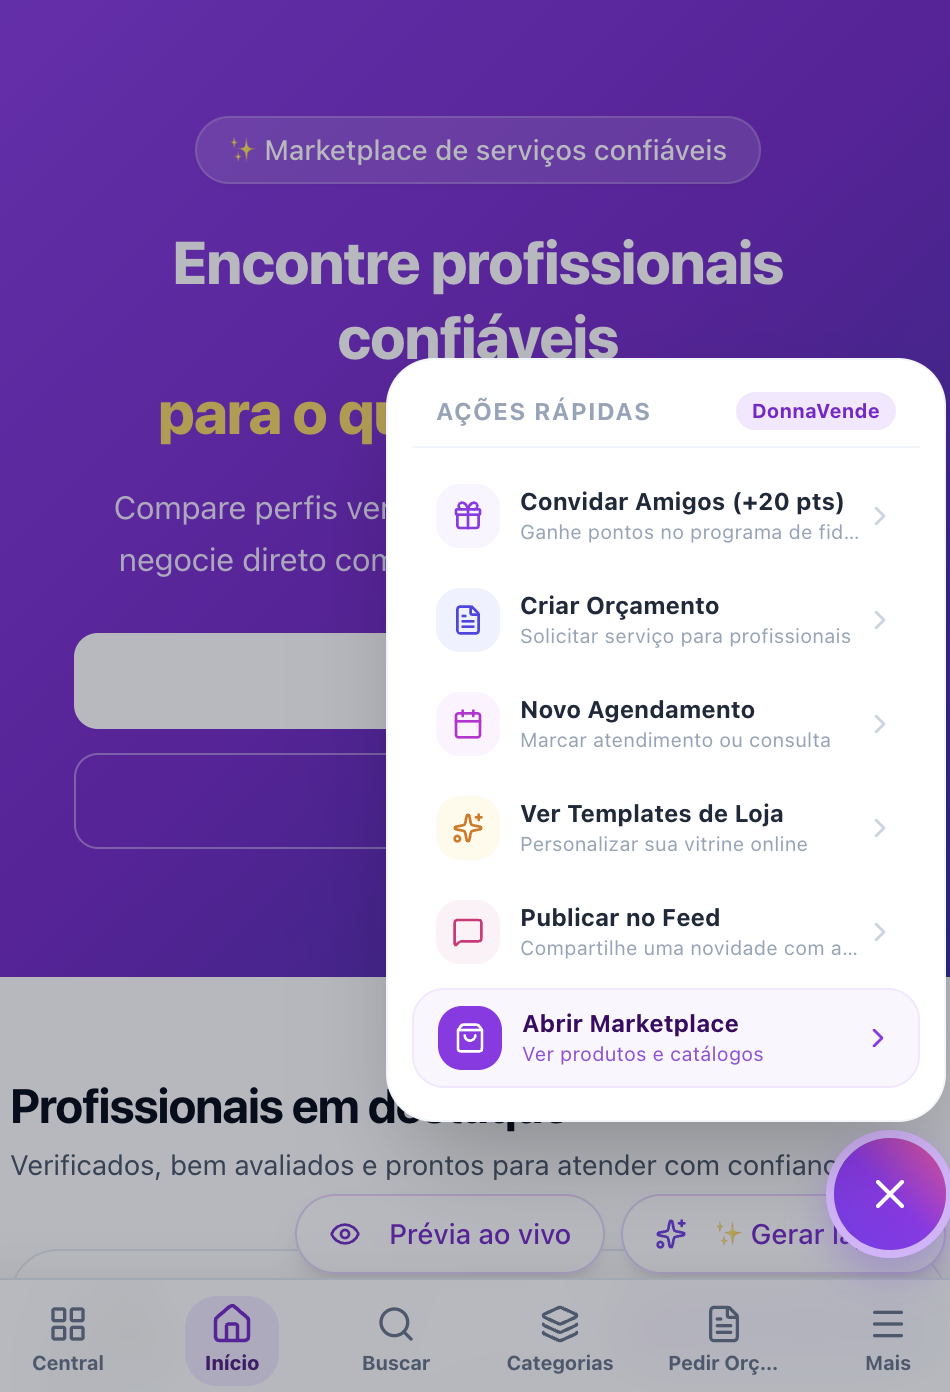 ✨ Marketplace de serviços confiáveis
Encontre profissionais
confiáveis
para o
Compare perfis
negocie direto com
AÇÕES RÁPIDAS
DonnaVende
Convidar Amigos (+20 pts)
Ganhe pontos no programa de fid...
Criar Orçamento
Solicitar serviço para profissionais
Novo Agendamento
Marcar atendimento ou consulta
Ver Templates de Loja
Personalizar sua vitrine online
Publicar no Feed
Compartilhe uma novidade com a...
Abrir Marketplace
Ver produtos e catálogos
Profissionais em destaque
Verificados, bem avaliados e prontos para atender com
Prévia ao vivo
✨ Gerar
Central
Início
Buscar
Categorias
Pedir Orç...
Mais